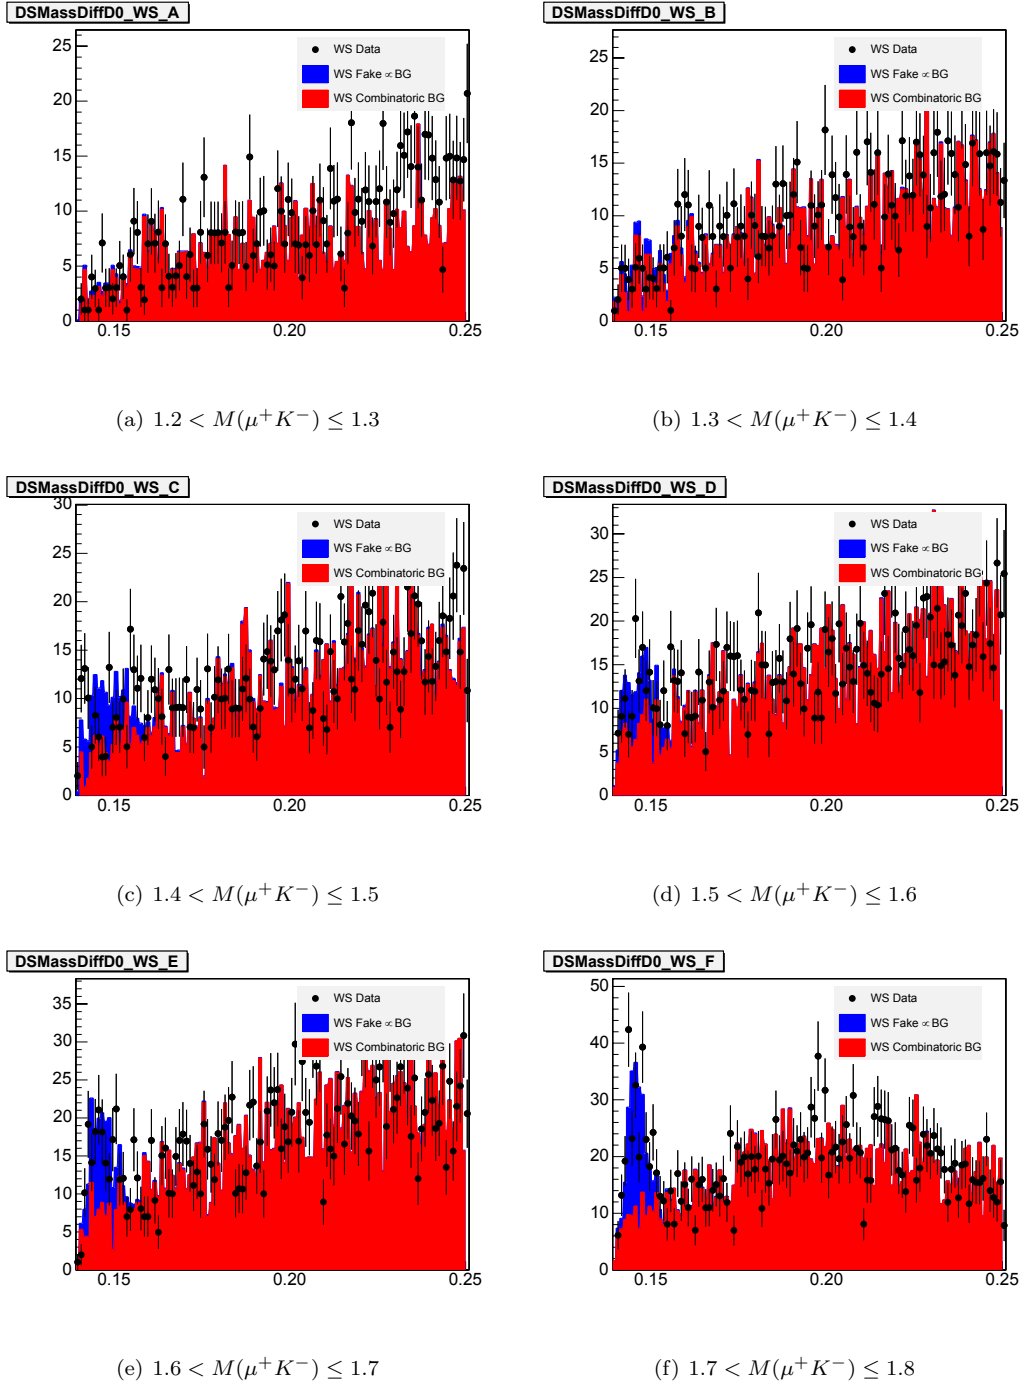 DSMassDiffD0_WS_A
25
20
15
10
5
0
WS Data
WS Fake ∝ BG
WS Combinatoric BG
0.15 0.20 0.25
(a) 1.2 < M(μ⁺K⁻) ≤ 1.3
DSMassDiffD0_WS_B
25
20
15
10
5
0
WS Data
WS Fake ∝ BG
WS Combinatoric BG
0.15 0.20 0.25
(b) 1.3 < M(μ⁺K⁻) ≤ 1.4
DSMassDiffD0_WS_C
30
25
20
15
10
5
0
WS Data
WS Fake ∝ BG
WS Combinatoric BG
0.15 0.20 0.25
(c) 1.4 < M(μ⁺K⁻) ≤ 1.5
DSMassDiffD0_WS_D
30
25
20
15
10
5
0
WS Data
WS Fake ∝ BG
WS Combinatoric BG
0.15 0.20 0.25
(d) 1.5 < M(μ⁺K⁻) ≤ 1.6
DSMassDiffD0_WS_E
35
30
25
20
15
10
5
0
WS Data
WS Fake ∝ BG
WS Combinatoric BG
0.15 0.20 0.25
(e) 1.6 < M(μ⁺K⁻) ≤ 1.7
DSMassDiffD0_WS_F
50
40
30
20
10
0
WS Data
WS Fake ∝ BG
WS Combinatoric BG
0.15 0.20 0.25
(f) 1.7 < M(μ⁺K⁻) ≤ 1.8